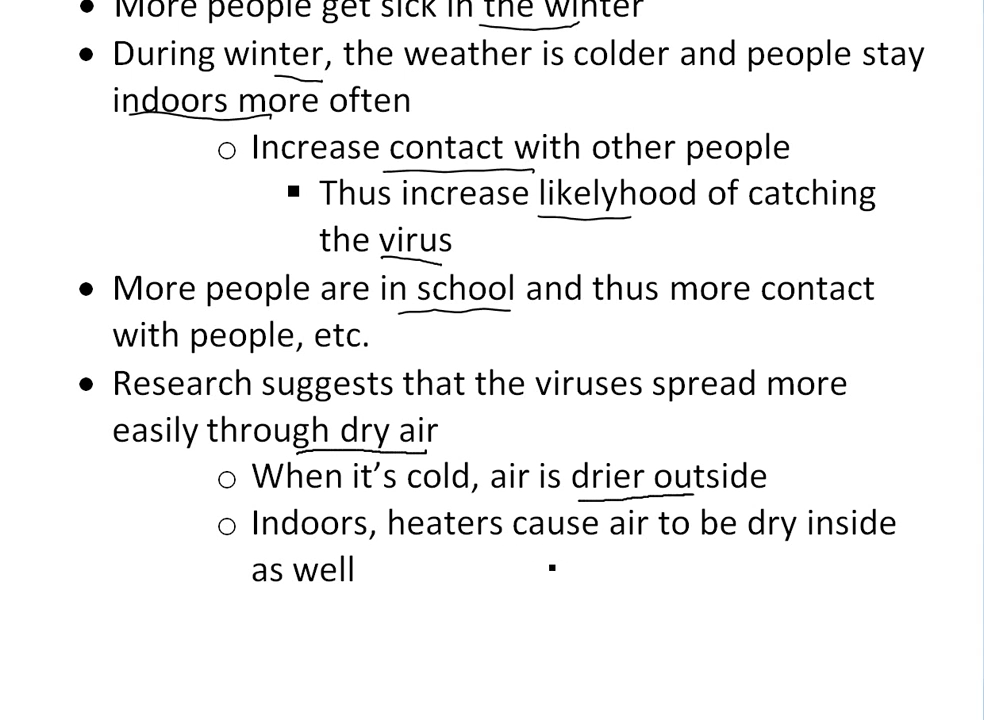 • More people get sick in the winter
• During winter, the weather is colder and people stay
indoors more often
o Increase contact with other people
▪ Thus increase likelyhood of catching
the virus
• More people are in school and thus more contact
with people, etc.
• Research suggests that the viruses spread more
easily through dry air
o When it’s cold, air is drier outside
o Indoors, heaters cause air to be dry inside
as well